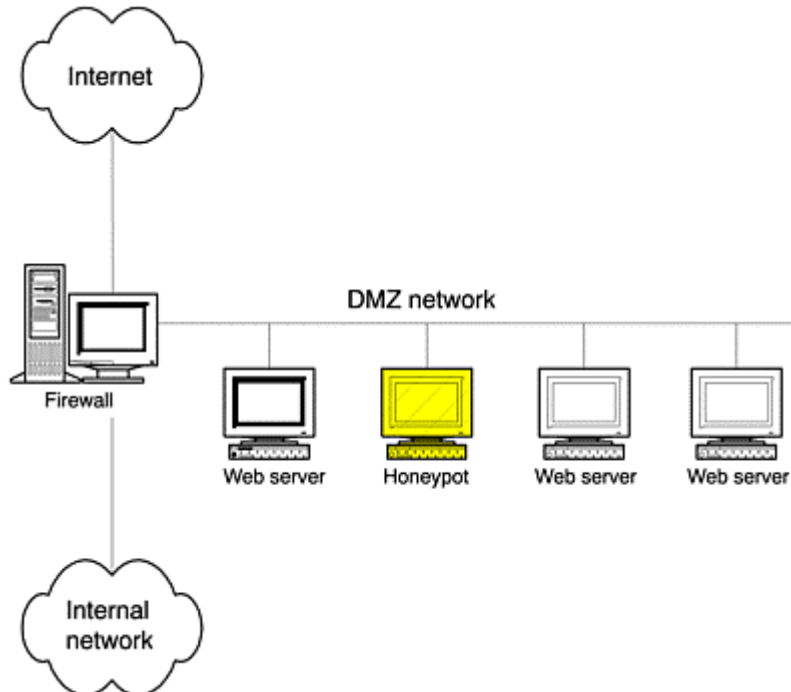 Internet
DMZ network
Firewall
Web server
Honeypot
Web server
Web server
Internal
network